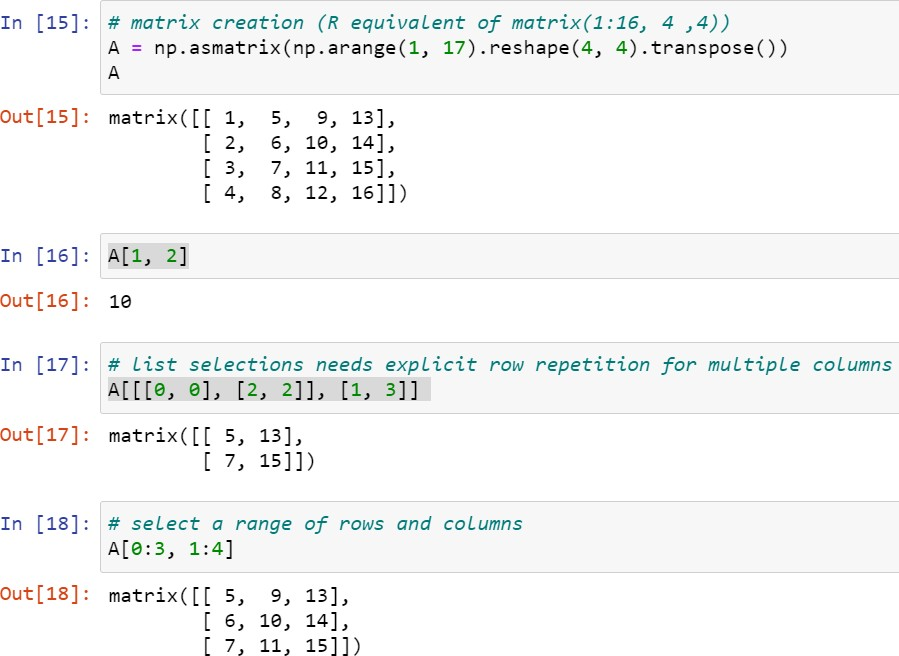 In [15]: # matrix creation (R equivalent of matrix(1:16, 4 ,4))
A = np.asmatrix(np.arange(1, 17).reshape(4, 4).transpose())
A
Out[15]: matrix([[ 1,  5,  9, 13],
[ 2,  6, 10, 14],
[ 3,  7, 11, 15],
[ 4,  8, 12, 16]])
In [16]: A[1, 2]
Out[16]: 10
In [17]: # list selections needs explicit row repetition for multiple columns
A[[[0, 0], [2, 2]], [1, 3]]
Out[17]: matrix([[ 5, 13],
[ 7, 15]])
In [18]: # select a range of rows and columns
A[0:3, 1:4]
Out[18]: matrix([[ 5,  9, 13],
[ 6, 10, 14],
[ 7, 11, 15]])